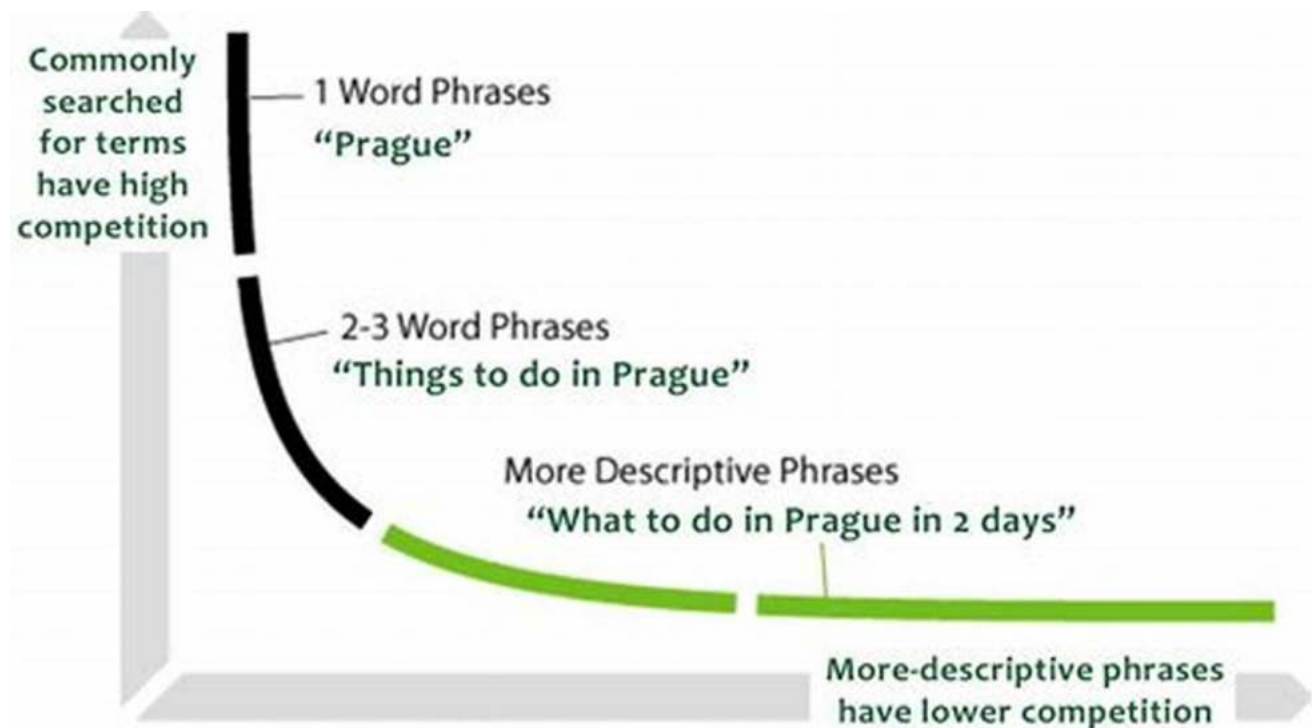 Commonly
searched
for terms
have high
competition
1 Word Phrases
“Prague”
2-3 Word Phrases
“Things to do in Prague”
More Descriptive Phrases
“What to do in Prague in 2 days”
More-descriptive phrases
have lower competition